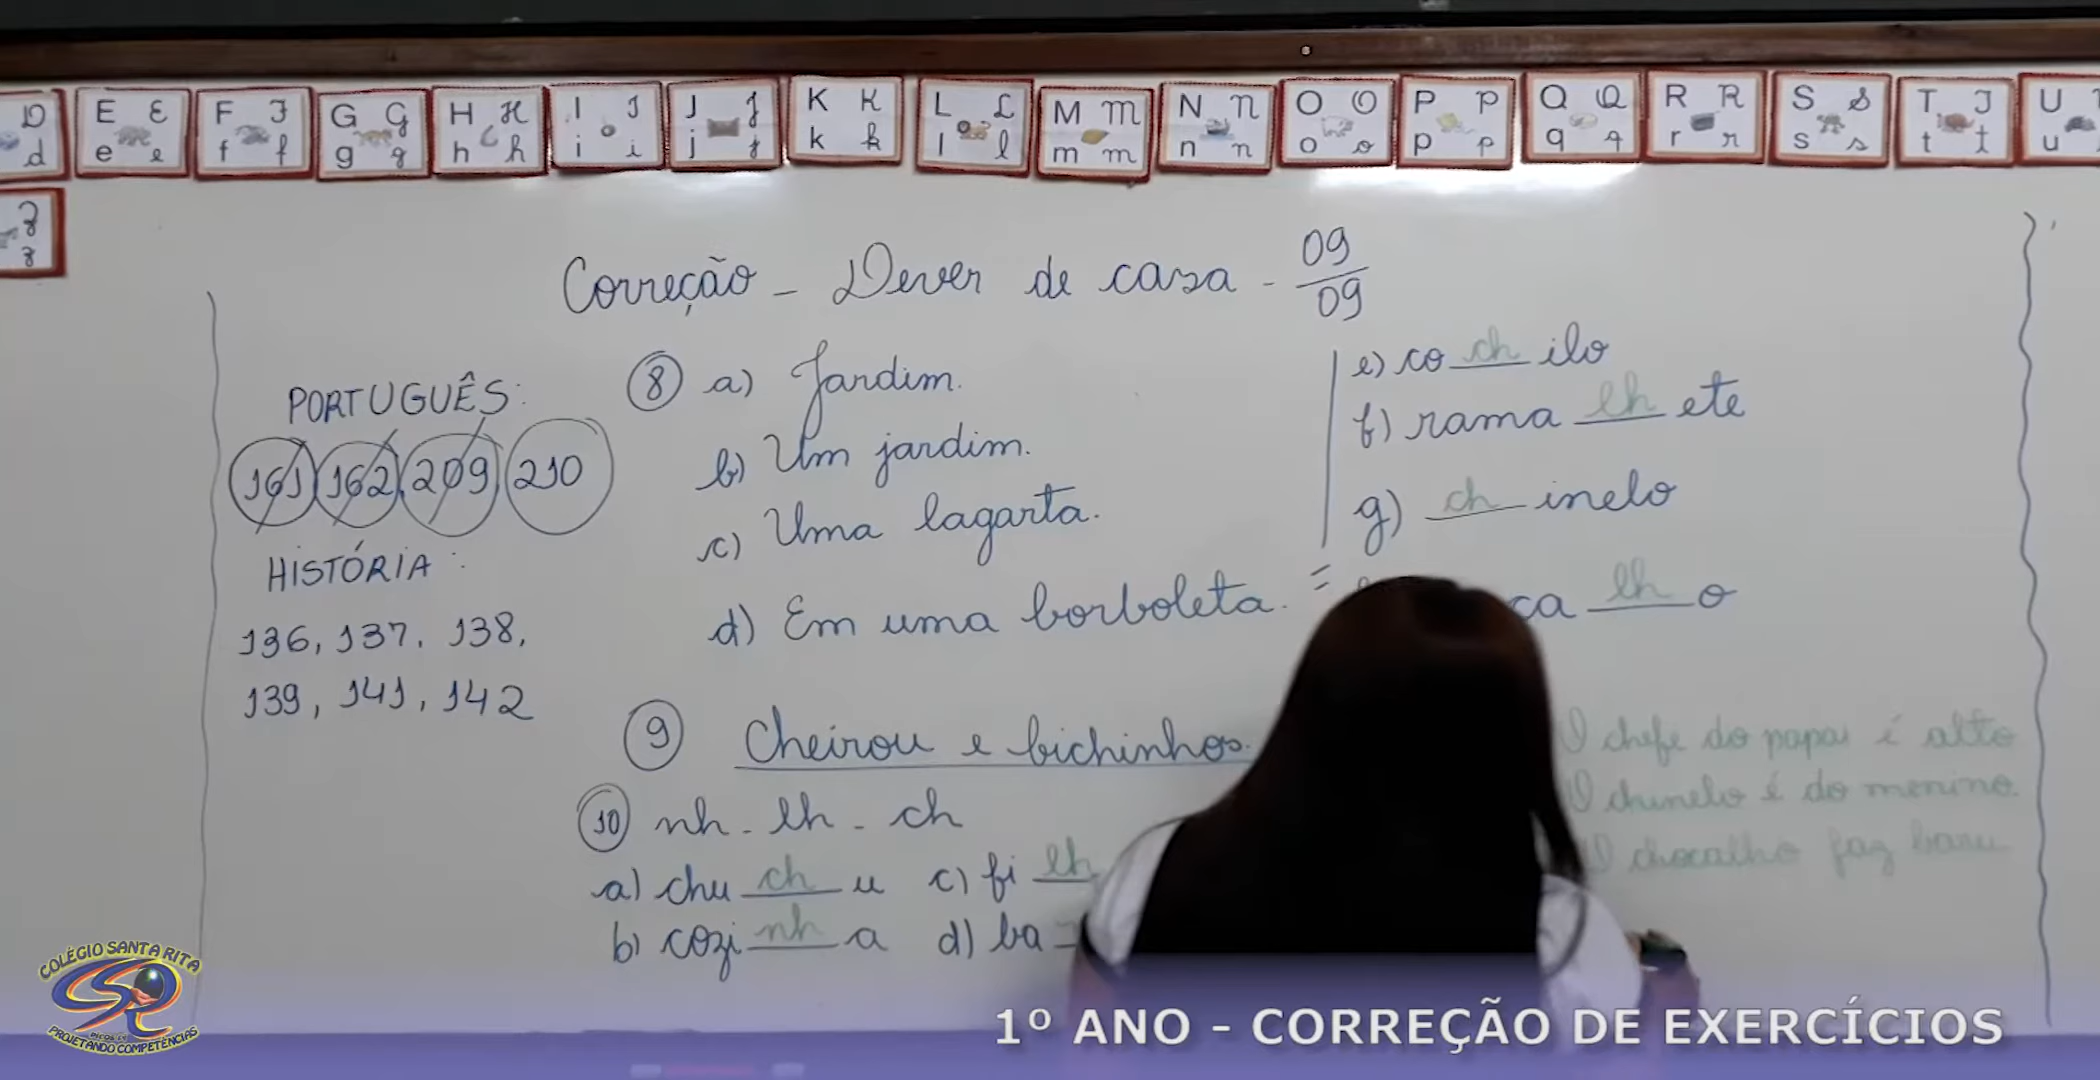 D
d
E E e e
F F f f
G G g g
H H h h
I I i i
J J j j
K K k k
L L l l
M M m m
N N n n
O O o o
P P p p
Q Q q q
R R r r
S S s s
T T t t
U u
Z
z
Correção - Dever de casa - 09/09
PORTUGUÊS:
161, 162, 209, 210
HISTÓRIA:
136, 137, 138,
139, 141, 142
8 a) Jardim.
b) Um jardim.
c) Uma lagarta.
d) Em uma borboleta.
9 Cheirou e bichinhos.
10 nh - lh - ch
a) chu ch u c) fi lh
b) cozi nh a d) ba
e) co ch ilo
f) rama lh ete
g) ch inelo
ca lh o
O chefe do papai é alto
O chinelo é do menino.
O chocalho faz
COLÉGIO SANTA RITA
PROJETANDO COMPETÊNCIAS
1º ANO - CORREÇÃO DE EXERCÍCIOS